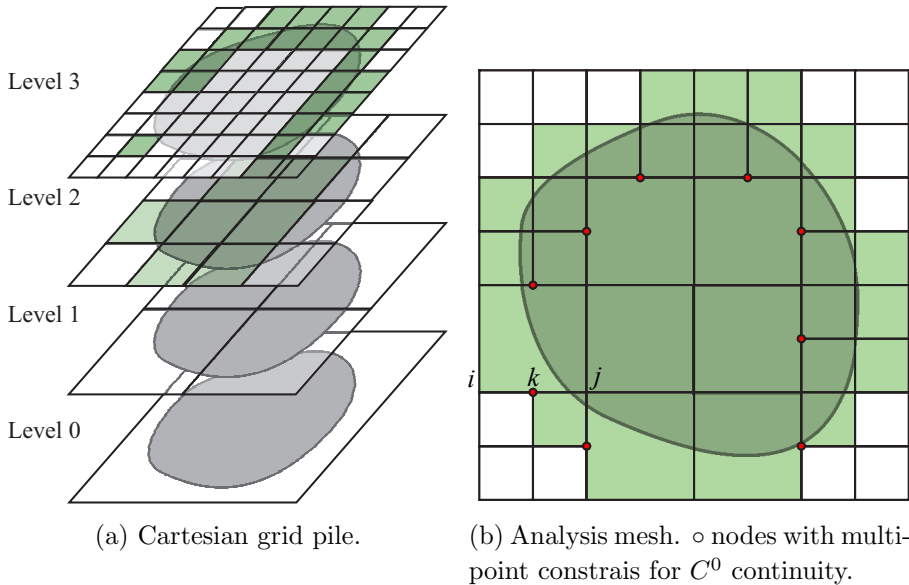 Level 3
Level 2
Level 1
Level 0
i
k
j
(a) Cartesian grid pile.
(b) Analysis mesh. ∘ nodes with multi-
point constrais for C⁰ continuity.